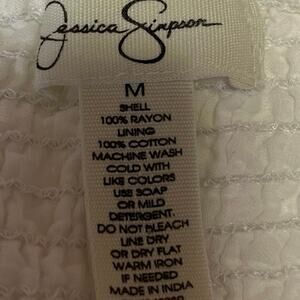 Jessica Simpson
M
SHELL
100% RAYON
LINING
100% COTTON
MACHINE WASH
COLD WITH
LIKE COLORS
USE SOAP
OR MILD
DETERGENT.
DO NOT BLEACH
LINE DRY
OR DRY FLAT
WARM IRON
IF NEEDED
MADE IN INDIA